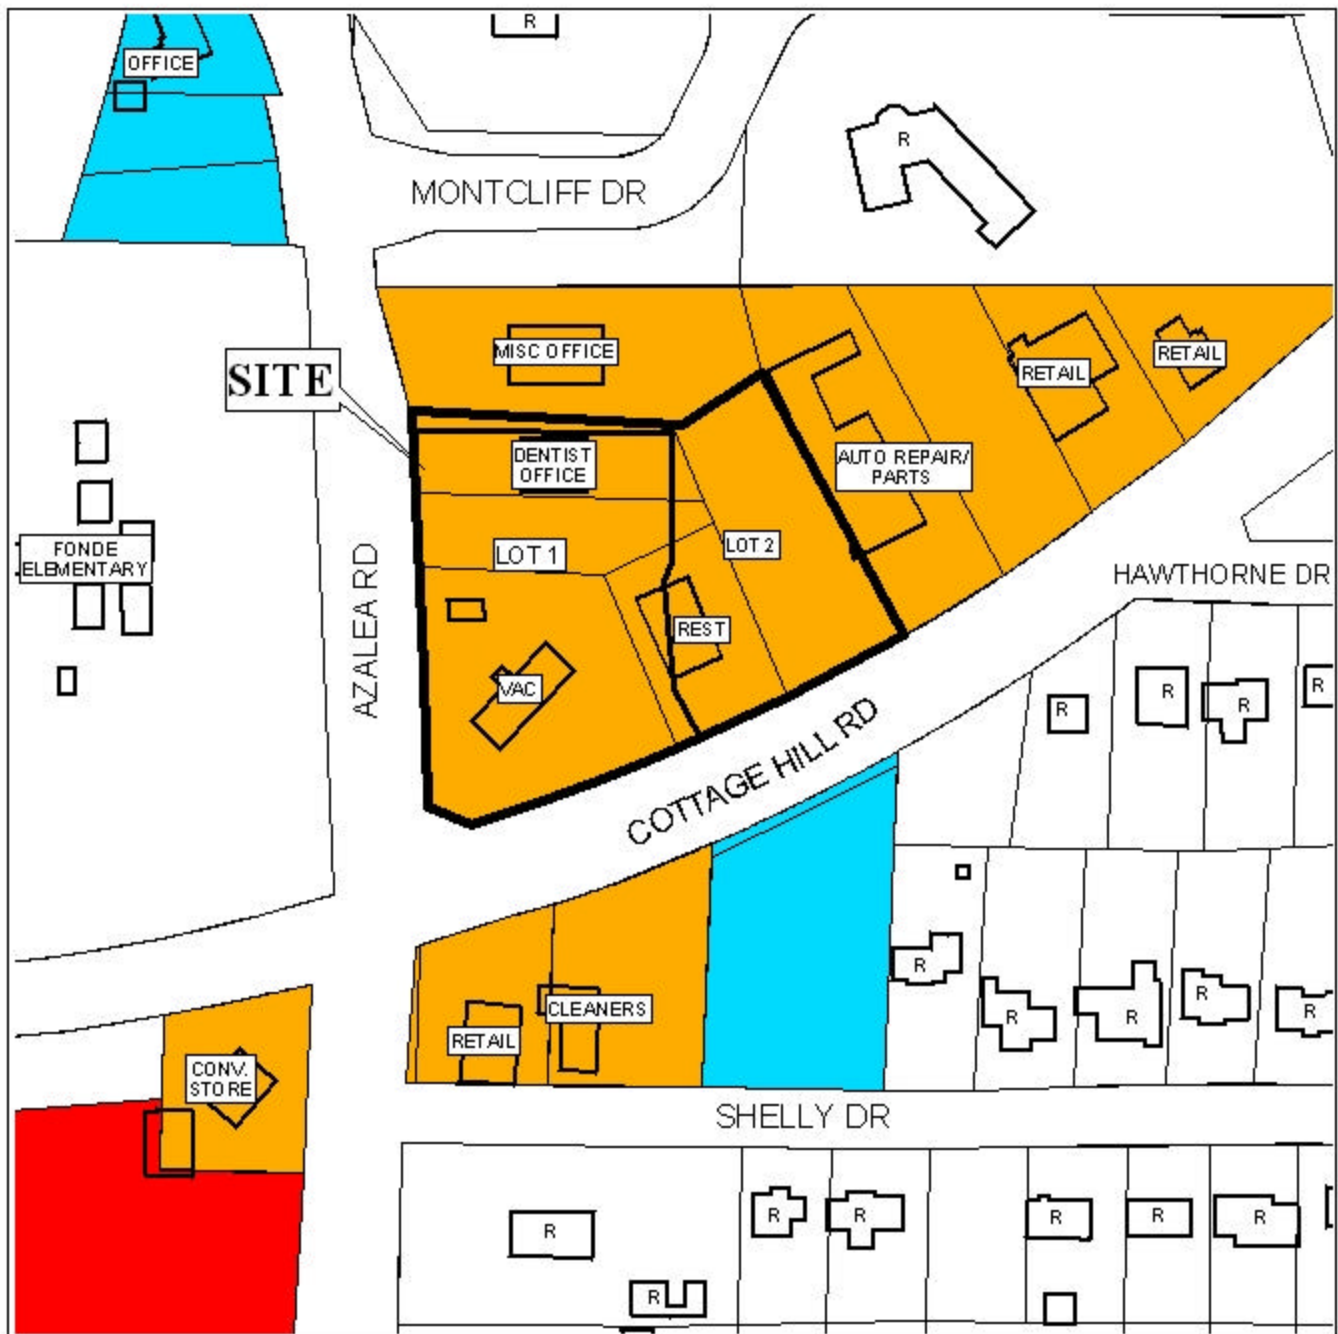 R
OFFICE
R
MONTCLIFF DR
MISC OFFICE
RETAIL
RETAIL
SITE
DENTIST
OFFICE
AUTO REPAIR/
PARTS
LOT 1
LOT 2
FONDE
ELEMENTARY
AZALEA RD
HAWTHORNE DR
REST
VAC
R
R
R
R
COTTAGE HILL RD
R
R
R
R
R
CLEANERS
RETAIL
CONV.
STORE
SHELLY DR
R
R
R
R
R
R
R